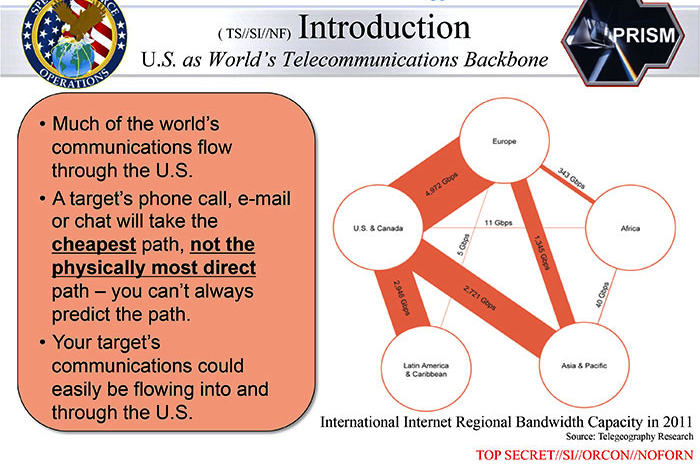 SPECIAL
OPERATIONS
( TS//SI//NF) Introduction
U.S. as World's Telecommunications Backbone
PRISM
• Much of the world's
communications flow
through the U.S.
• A target's phone call, e-mail
or chat will take the
cheapest path, not the
physically most direct
path – you can't always
predict the path.
• Your target's
communications could
easily be flowing into and
through the U.S.
Europe
4,972 Gbps
343 Gbps
U.S. & Canada
11 Gbps
Africa
5 Gbps
1,345 Gbps
2,946 Gbps
2,721 Gbps
40 Gbps
Latin America
& Caribbean
Asia & Pacific
International Internet Regional Bandwidth Capacity in 2011
Source: Telegeography Research
TOP SECRET//SI//ORCON//NOFORN